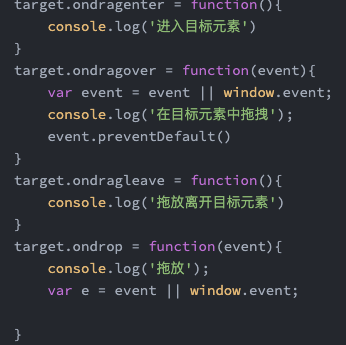 target.ondragenter = function(){
console.log('进入目标元素')
}
target.ondragover = function(event){
var event = event || window.event;
console.log('在目标元素中拖拽');
event.preventDefault()
}
target.ondragleave = function(){
console.log('拖放离开目标元素')
}
target.ondrop = function(event){
console.log('拖放');
var e = event || window.event;
}